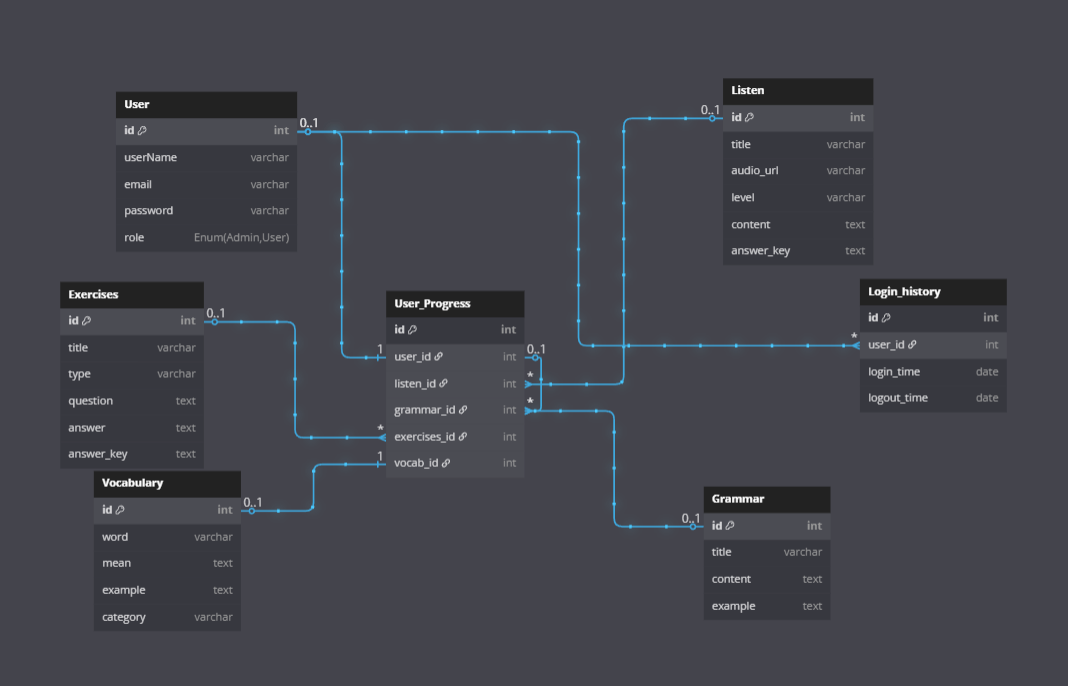 User
id int
userName varchar
email varchar
password varchar
role Enum(Admin,User)
0..1
Listen
id int
title varchar
audio_url varchar
level varchar
content text
answer_key text
0..1
Exercises
id int
title varchar
type varchar
question text
answer text
answer_key text
0..1
User_Progress
id int
user_id int
listen_id int
grammar_id int
exercises_id int
vocab_id int
1
*
1
0..1
*
*
Login_history
id int
user_id int
login_time date
logout_time date
*
Vocabulary
id int
word varchar
mean text
example text
category varchar
0..1
Grammar
id int
title varchar
content text
example text
0..1